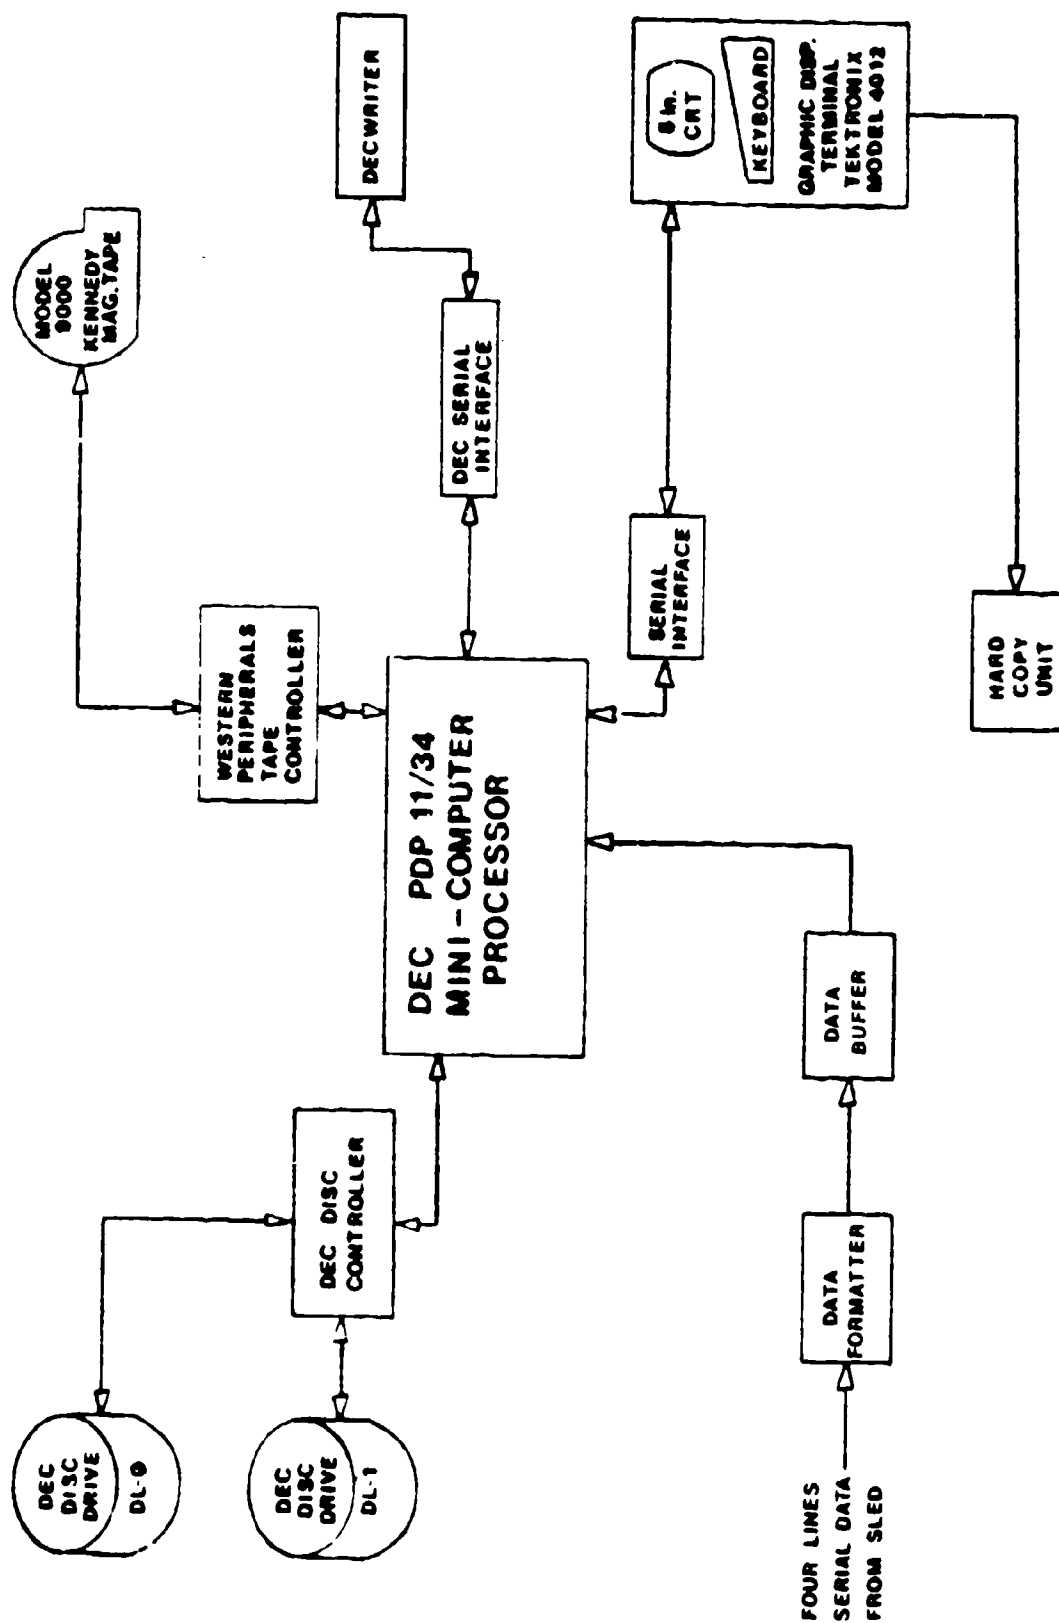 DEC
DISC
DRIVE
DL-0
DEC
DISC
DRIVE
DL-1
DEC DISC
CONTROLLER
WESTERN
PERIPHERALS
TAPE
CONTROLLER
MODEL
9000
KENNEDY
MAG. TAPE
DEC PDP 11/34
MINI-COMPUTER
PROCESSOR
DEC SERIAL
INTERFACE
DECWRITER
SERIAL
INTERFACE
8 in.
CRT
KEYBOARD
GRAPHIC DISP.
TERMINAL
TEKTRONIX
MODEL 4012
HARD
COPY
UNIT
FOUR LINES
SERIAL DATA
FROM SLED
DATA
FORMATTER
DATA
BUFFER